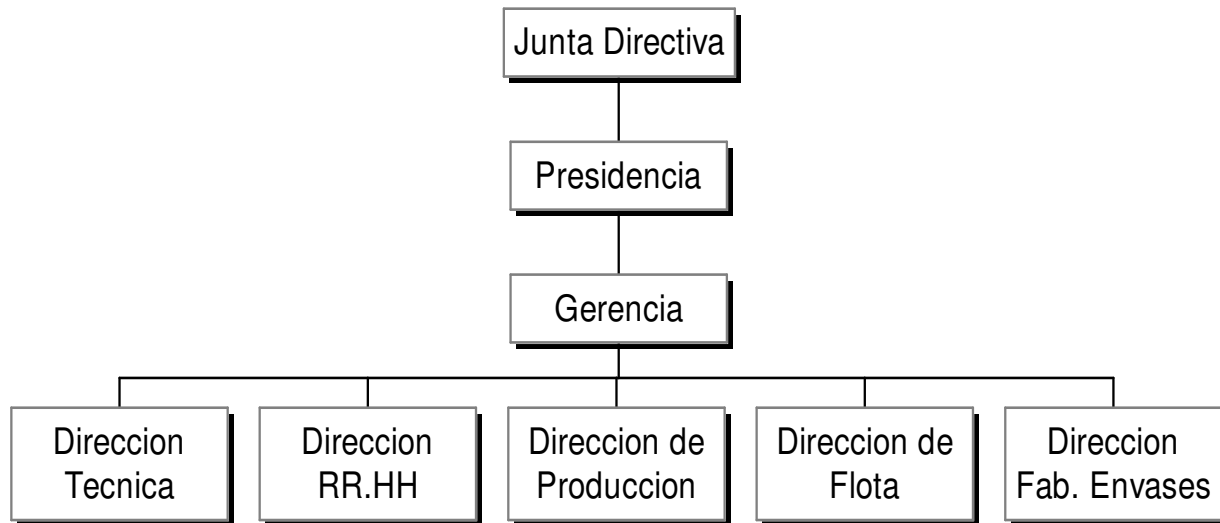 Junta Directiva
Presidencia
Gerencia
Direccion
Tecnica
Direccion
RR.HH
Direccion de
Produccion
Direccion de
Flota
Direccion
Fab. Envases